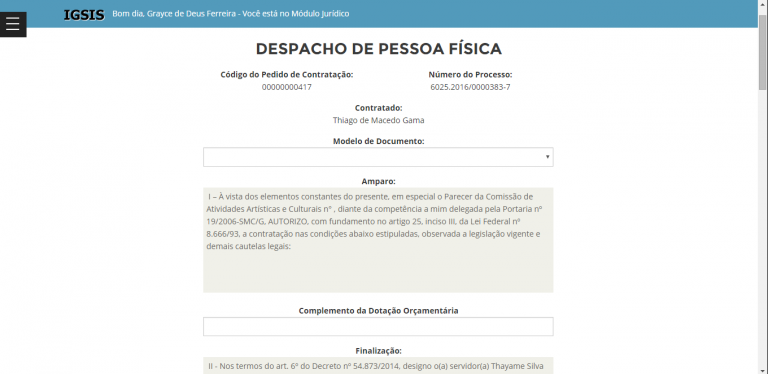 IGSIS Bom dia, Grayce de Deus Ferreira - Você está no Módulo Jurídico
DESPACHO DE PESSOA FÍSICA
Código do Pedido de Contratação: Número do Processo:
00000000417 6025.2016/0000383-7
Contratado:
Thiago de Macedo Gama
Modelo de Documento:
Amparo:
I – À vista dos elementos constantes do presente, em especial o Parecer da Comissão de
Atividades Artísticas e Culturais nº , diante da competência a mim delegada pela Portaria nº
19/2006-SMC/G, AUTORIZO, com fundamento no artigo 25, inciso III, da Lei Federal nº
8.666/93, a contratação nas condições abaixo estipuladas, observada a legislação vigente e
demais cautelas legais:
Complemento da Dotação Orçamentária
Finalização:
II - Nos termos do art. 6º do Decreto nº 54.873/2014, designo o(a) servidor(a) Thayame Silva